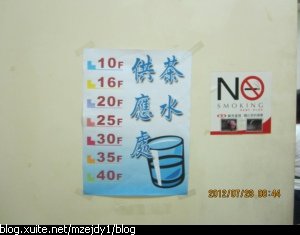 10F
16F
20F
25F
30F
35F
40F
茶水
供應處
NO
SMOKING
2012/07/28 08:44
blog.xuite.net/mzejdy1/blog